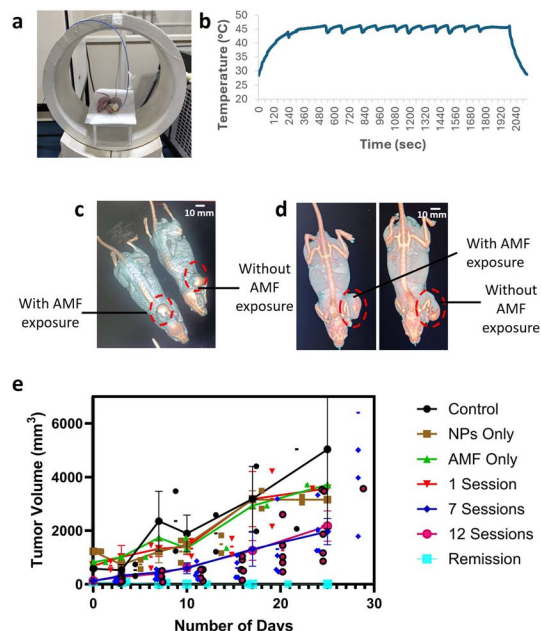 a
b
Temperature (°C)
50
45
40
35
30
25
20
0
120
240
360
480
600
720
840
960
1080
1200
1320
1440
1560
1680
1800
1920
2040
Time (sec)
c
10 mm
With AMF
exposure
Without
AMF
exposure
d
10 mm
With AMF
exposure
Without
AMF
exposure
e
Tumor Volume (mm³)
6000
4000
2000
0
0
10
20
30
Number of Days
Control
NPs Only
AMF Only
1 Session
7 Sessions
12 Sessions
Remission